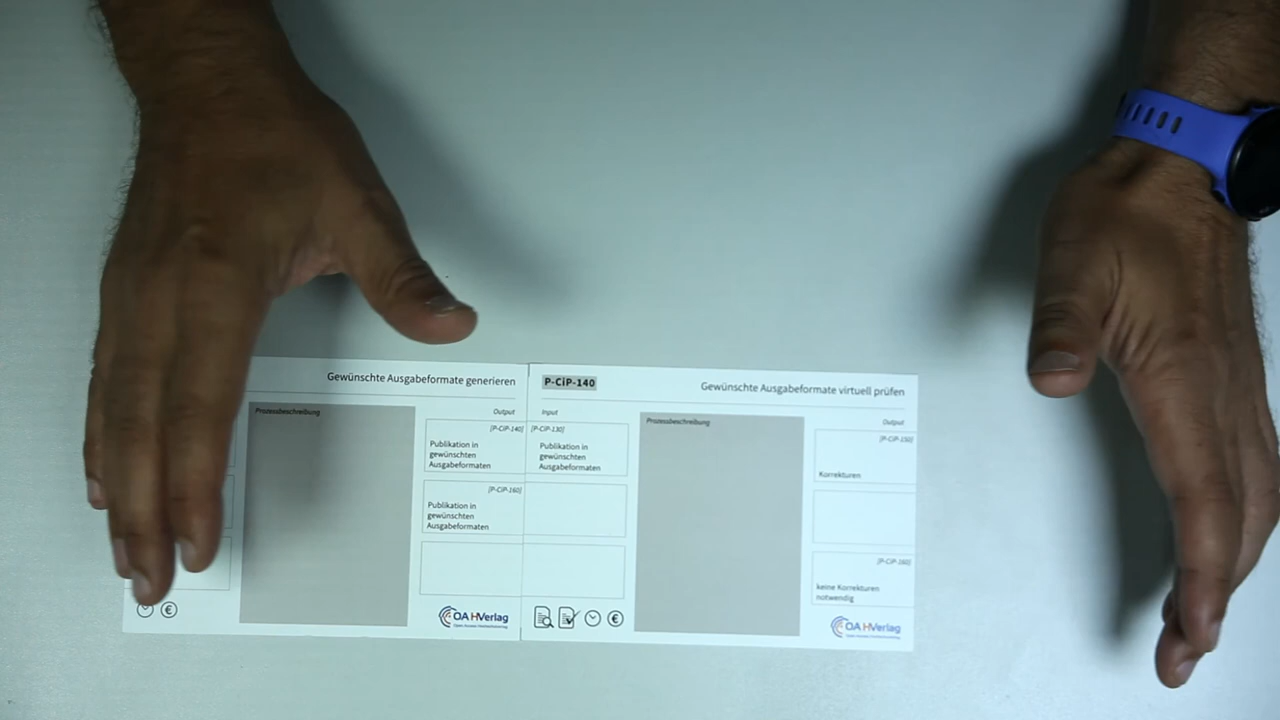 Gewünschte Ausgabeformate generieren
Prozessbeschreibung
Output
[P-CiP-140]
Publikation in
gewünschten
Ausgabeformaten
[P-CiP-160]
Publikation in
gewünschten
Ausgabeformaten
OA HVerlag
P-CiP-140
Gewünschte Ausgabeformate virtuell prüfen
Input
[P-CiP-130]
Publikation in
gewünschten
Ausgabeformaten
Prozessbeschreibung
Output
[P-CiP-150]
Korrekturen
[P-CiP-160]
keine Korrekturen
notwendig
OA HVerlag